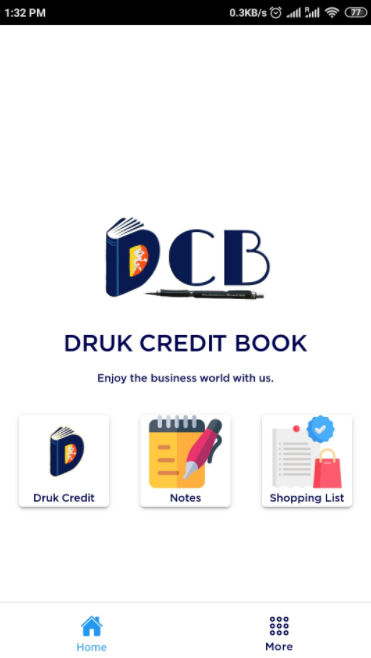 1:32 PM 0.3KB/s R 77
DCB
DRUK CREDIT BOOK
Enjoy the business world with us.
Druk Credit Notes Shopping List
Home More